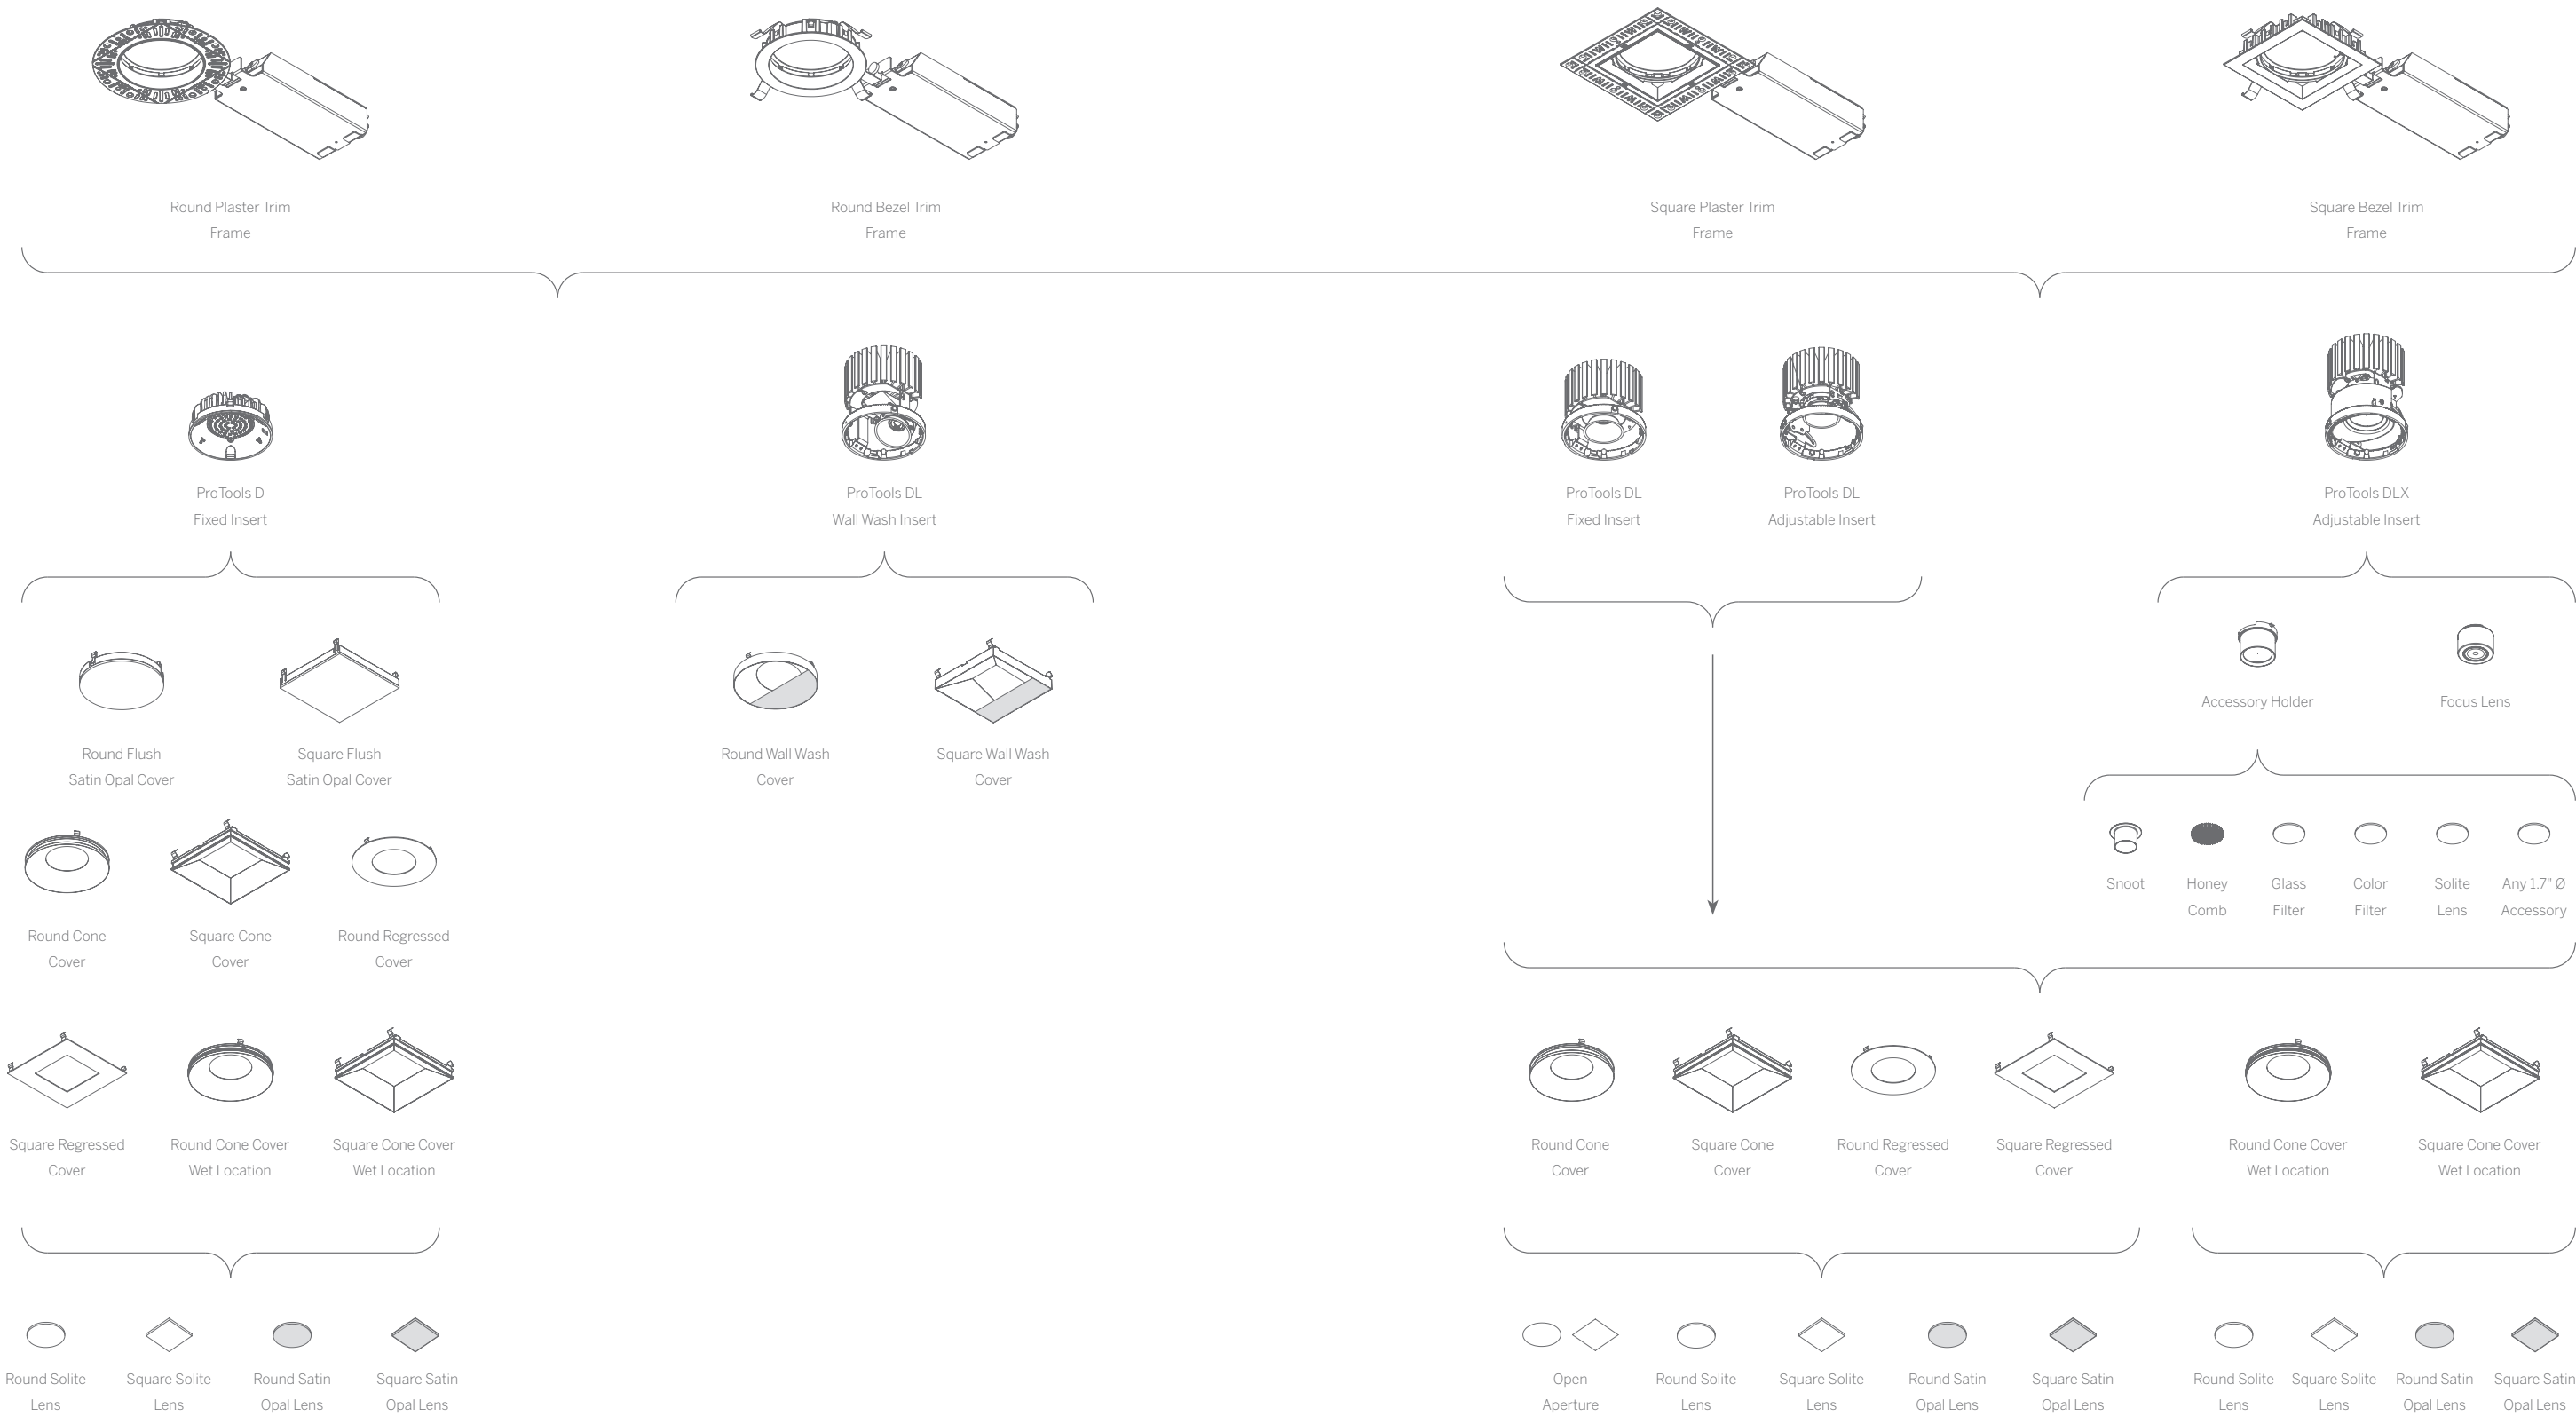 Round Plaster Trim
Frame
Round Bezel Trim
Frame
Square Plaster Trim
Frame
Square Bezel Trim
Frame
ProTools D
Fixed Insert
ProTools DL
Wall Wash Insert
ProTools DL
Fixed Insert
ProTools DL
Adjustable Insert
ProTools DLX
Adjustable Insert
Round Flush
Satin Opal Cover
Square Flush
Satin Opal Cover
Round Wall Wash
Cover
Square Wall Wash
Cover
Accessory Holder
Focus Lens
Snoot
Honey
Comb
Glass
Filter
Color
Filter
Solite
Lens
Any 1.7" Ø
Accessory
Round Cone
Cover
Square Cone
Cover
Round Regressed
Cover
Square Regressed
Cover
Round Cone Cover
Wet Location
Square Cone Cover
Wet Location
Round Cone
Cover
Square Cone
Cover
Round Regressed
Cover
Square Regressed
Cover
Round Cone Cover
Wet Location
Square Cone Cover
Wet Location
Round Solite
Lens
Square Solite
Lens
Round Satin
Opal Lens
Square Satin
Opal Lens
Open
Aperture
Round Solite
Lens
Square Solite
Lens
Round Satin
Opal Lens
Square Satin
Opal Lens
Round Solite
Lens
Square Solite
Lens
Round Satin
Opal Lens
Square Satin
Opal Lens